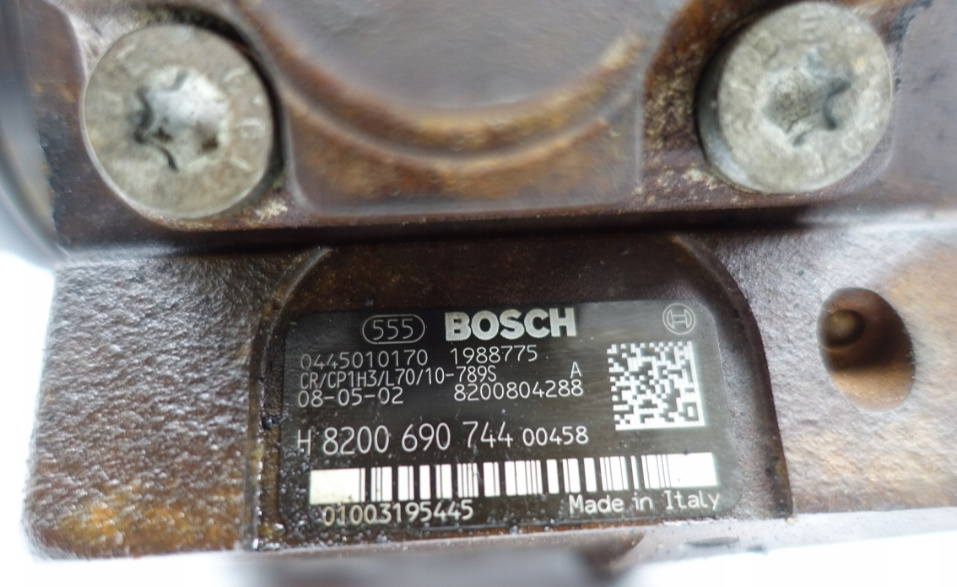 555 BOSCH
0445010170 1988775
CR/CP1H3/L70/10-789S A
08-05-02 8200804288
H 8200 690 744 00458
01003195445 Made in Italy